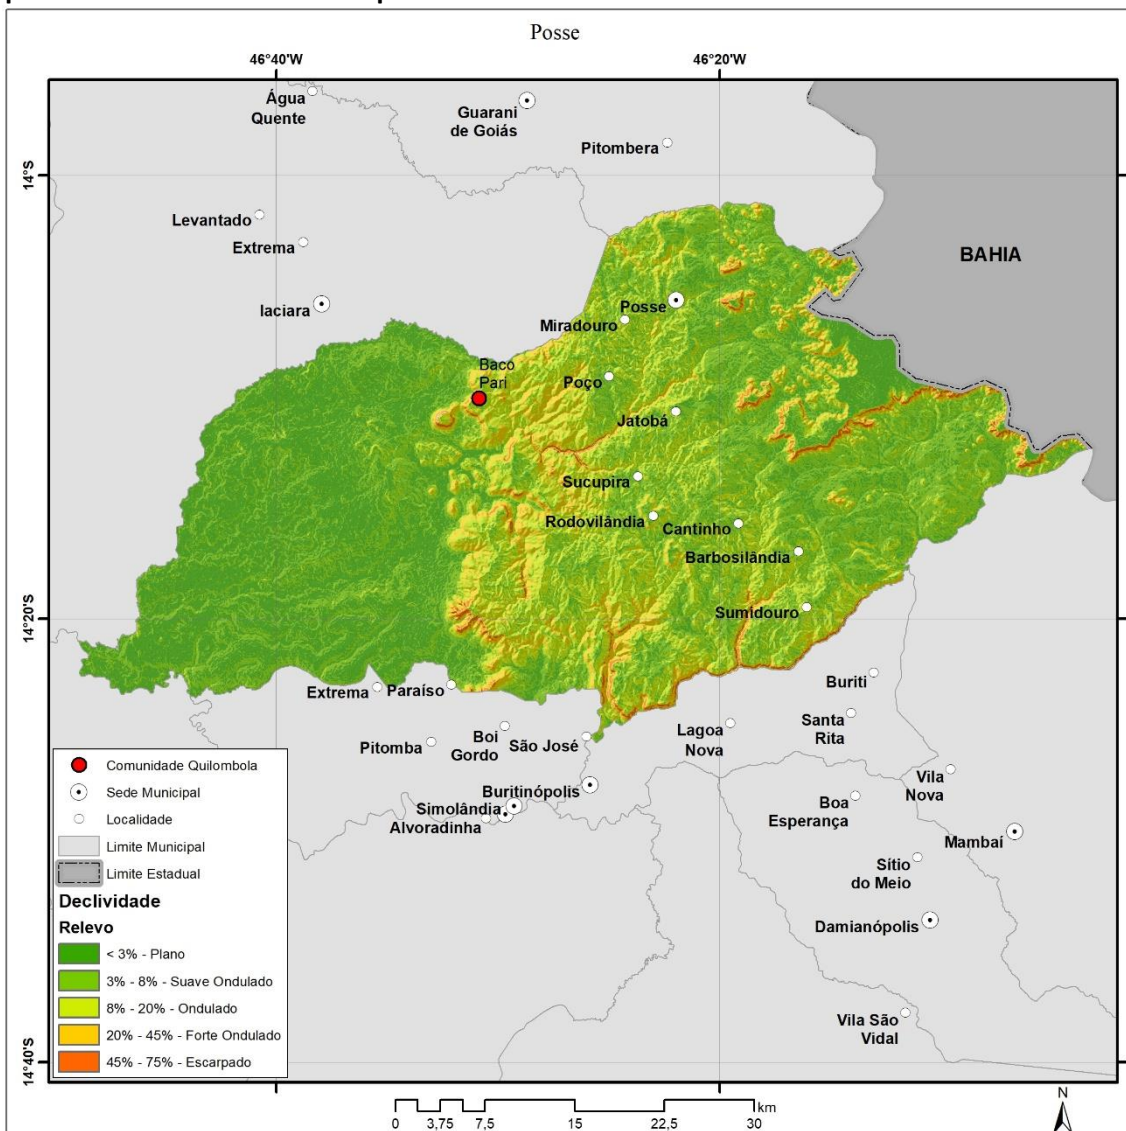 Posse
46°40'W
46°20'W
Água
Quente
Guarani
de Goiás
Pitombera
14°S
Levantado
Extrema
BAHIA
Iaciara
Posse
Miradouro
Baco
Pari
Poço
Jatobá
Sucupira
Rodovilândia
Cantinho
Barbosilândia
14°20'S
Sumidouro
Extrema
Paraíso
Buriti
Santa
Rita
Lagoa
Nova
Boi
Gordo
São José
Pitomba
Vila
Nova
Buritinópolis
Simolândia
Alvoradinha
Boa
Esperança
Mambaí
Sítio
do Meio
Damianópolis
Vila São
Vidal
14°40'S
Comunidade Quilombola
Sede Municipal
Localidade
Limite Municipal
Limite Estadual
Declividade
Relevo
< 3% - Plano
3% - 8% - Suave Ondulado
8% - 20% - Ondulado
20% - 45% - Forte Ondulado
45% - 75% - Escarpado
km
0 3,75 7,5 15 22,5 30
N